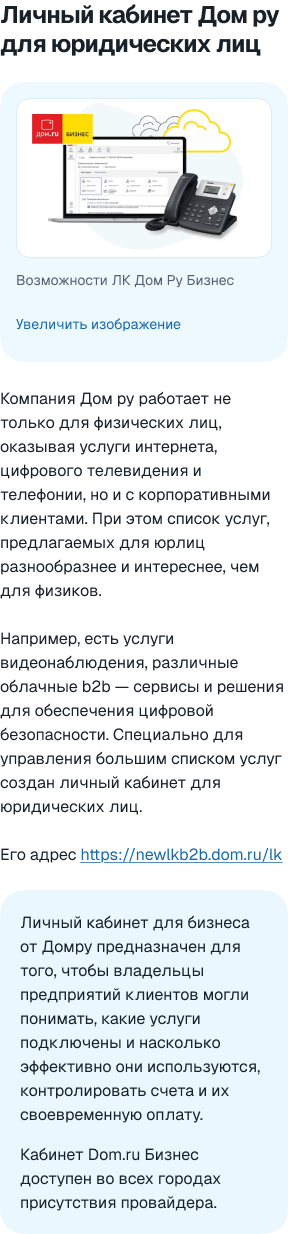 Личный кабинет Дом ру
для юридических лиц
дом.ru
БИЗНЕС
Возможности ЛК Дом Ру Бизнес
Увеличить изображение
Компания Дом ру работает не
только для физических лиц,
оказывая услуги интернета,
цифрового телевидения и
телефонии, но и с корпоративными
клиентами. При этом список услуг,
предлагаемых для юрлиц
разнообразнее и интереснее, чем
для физиков.
Например, есть услуги
видеонаблюдения, различные
облачные b2b — сервисы и решения
для обеспечения цифровой
безопасности. Специально для
управления большим списком услуг
создан личный кабинет для
юридических лиц.
Его адрес https://newlkb2b.dom.ru/lk
Личный кабинет для бизнеса
от Домру предназначен для
того, чтобы владельцы
предприятий клиентов могли
понимать, какие услуги
подключены и насколько
эффективно они используются,
контролировать счета и их
своевременную оплату.
Кабинет Dom.ru Бизнес
доступен во всех городах
присутствия провайдера.